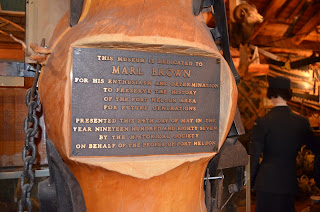 THIS MUSEUM IS DEDICATED TO
MARL BROWN
FOR HIS ENTHUSIASM AND DETERMINATION
TO PRESERVE THE HISTORY
OF THE FORT NELSON AREA
FOR FUTURE GENERATIONS
PRESENTED THIS 24TH DAY OF MAY IN THE
YEAR NINETEEN HUNDRED AND EIGHTY SEVEN
BY THE HISTORICAL SOCIETY
ON BEHALF OF THE PEOPLE OF FORT NELSON